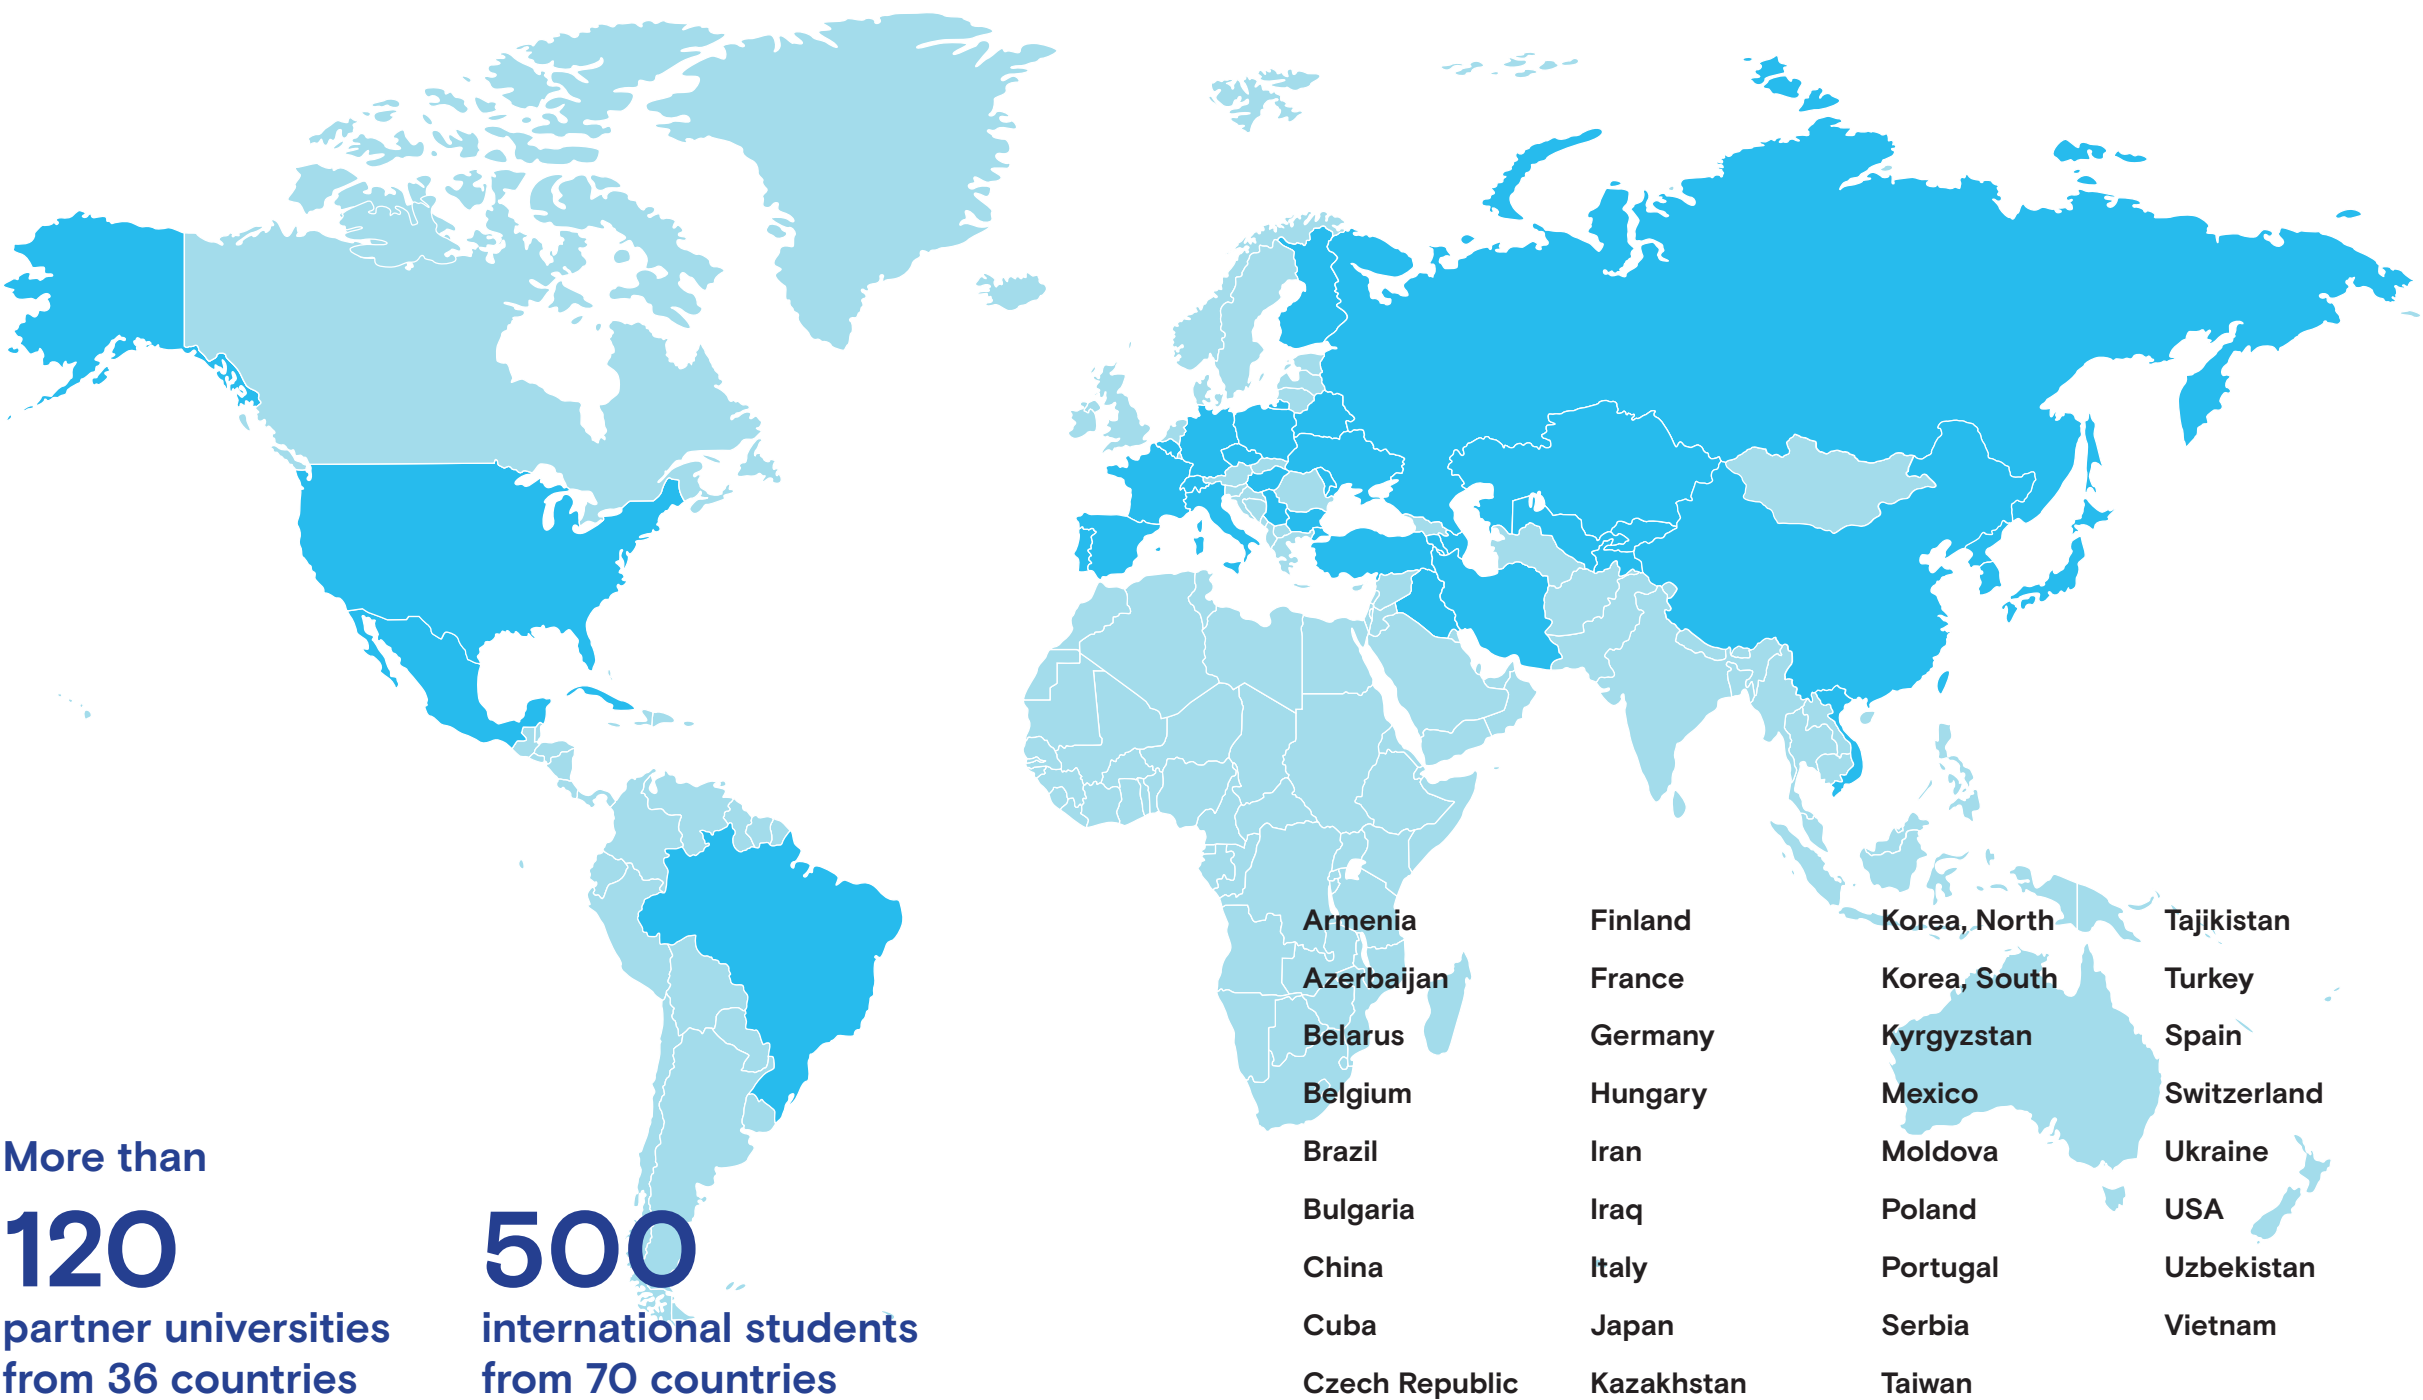 More than
120
partner universities
from 36 countries
500
international students
from 70 countries
Armenia
Azerbaijan
Belarus
Belgium
Brazil
Bulgaria
China
Cuba
Czech Republic
Finland
France
Germany
Hungary
Iran
Iraq
Italy
Japan
Kazakhstan
Korea, North
Korea, South
Kyrgyzstan
Mexico
Moldova
Poland
Portugal
Serbia
Taiwan
Tajikistan
Turkey
Spain
Switzerland
Ukraine
USA
Uzbekistan
Vietnam